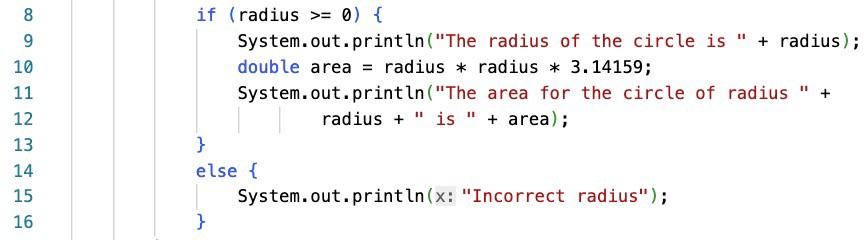 8 if (radius >= 0) {
9 System.out.println("The radius of the circle is " + radius);
10 double area = radius * radius * 3.14159;
11 System.out.println("The area for the circle of radius " +
12 radius + " is " + area);
13 }
14 else {
15 System.out.println(x: "Incorrect radius");
16 }